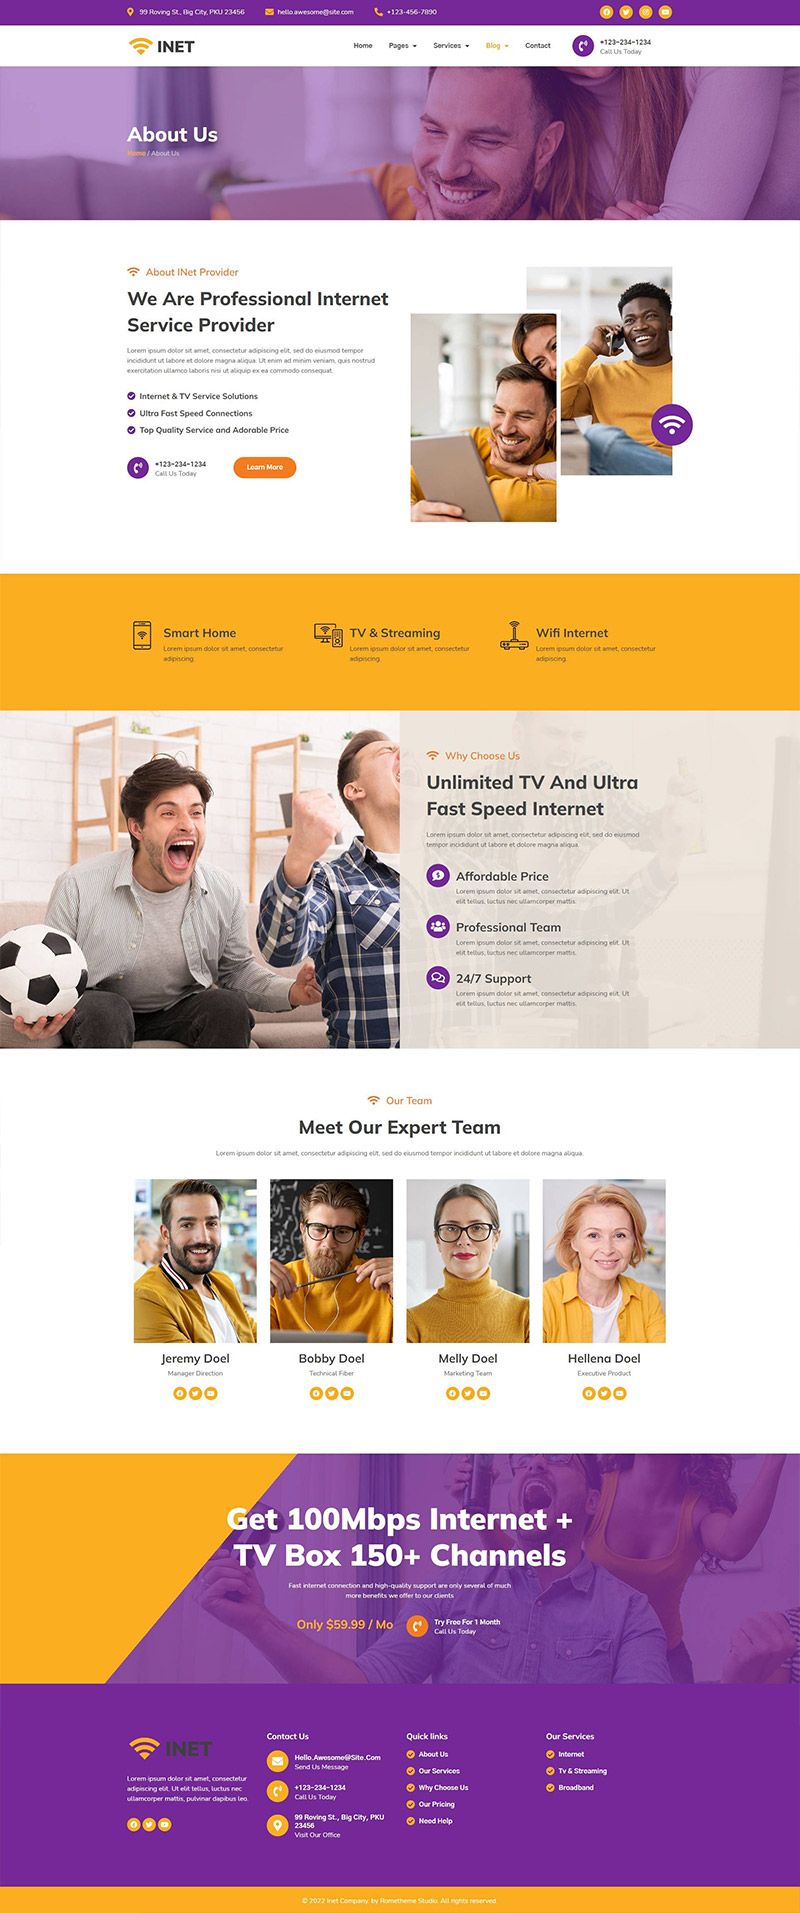 99 Roving St., Big City, PKU 23456
hello.awesome@site.com
+123-456-7890
INET
Home
Pages
Services
Blog
Contact
+123-234-1234
Call Us Today
About Us
Home / About Us
About INet Provider
We Are Professional Internet
Service Provider
Lorem ipsum dolor sit amet, consectetur adipiscing elit, sed do eiusmod tempor
incididunt ut labore et dolore magna aliqua. Ut enim ad minim veniam, quis nostrud
exercitation ullamco laboris nisi ut aliquip ex ea commodo consequat.
Internet & TV Service Solutions
Ultra Fast Speed Connections
Top Quality Service and Adorable Price
+123-234-1234
Call Us Today
Learn More
Smart Home
Lorem ipsum dolor sit amet, consectetur
adipiscing.
TV & Streaming
Lorem ipsum dolor sit amet, consectetur
adipiscing.
Wifi Internet
Lorem ipsum dolor sit amet, consectetur
adipiscing.
Why Choose Us
Unlimited TV And Ultra
Fast Speed Internet
Lorem ipsum dolor sit amet, consectetur adipiscing elit, sed do eiusmod
tempor incididunt ut labore et dolore magna aliqua.
Affordable Price
Lorem ipsum dolor sit amet, consectetur adipiscing elit. Ut
elit tellus, luctus nec ullamcorper mattis.
Professional Team
Lorem ipsum dolor sit amet, consectetur adipiscing elit. Ut
elit tellus, luctus nec ullamcorper mattis.
24/7 Support
Lorem ipsum dolor sit amet, consectetur adipiscing elit. Ut
elit tellus, luctus nec ullamcorper mattis.
Our Team
Meet Our Expert Team
Lorem ipsum dolor sit amet, consectetur adipiscing elit, sed do eiusmod tempor incididunt ut labore et dolore magna aliqua.
Jeremy Doel
Manager Direction
Bobby Doel
Technical Fiber
Melly Doel
Marketing Team
Hellena Doel
Executive Product
Get 100Mbps Internet +
TV Box 150+ Channels
Fast internet connection and high-quality support are only several of much
more benefits we offer to our clients
Only $59.99 / Mo
Try Free For 1 Month
Call Us Today
INET
Lorem ipsum dolor sit amet, consectetur
adipiscing elit. Ut elit tellus, luctus nec
ullamcorper mattis, pulvinar dapibus leo.
Contact Us
Hello.Awesome@Site.Com
Send Us Message
+123-234-1234
Call Us Today
99 Roving St., Big City, PKU
23456
Visit Our Office
Quick links
About Us
Our Services
Why Choose Us
Our Pricing
Need Help
Our Services
Internet
Tv & Streaming
Broadband
© 2022 Inet Company. by Rometheme Studio. All rights reserved